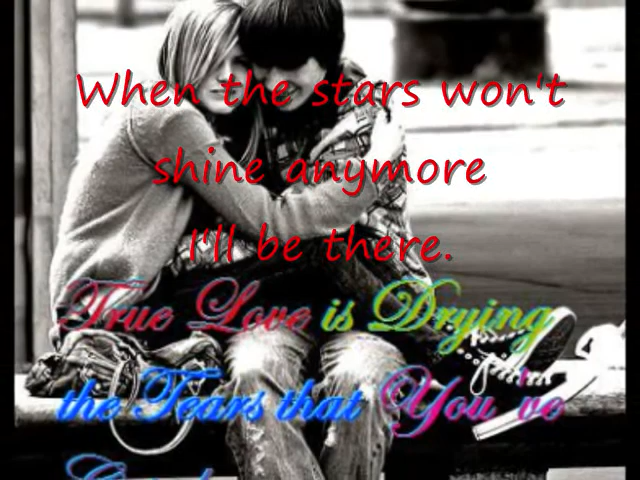 When the stars won't
shine anymore
I'll be there.
True Love is Drying
the Tears that You've